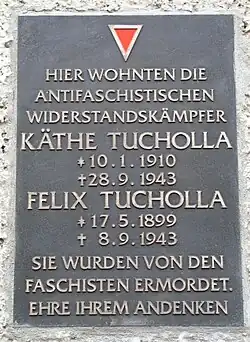 HIER WOHNTEN DIE
ANTIFASCHISTISCHEN
WIDERSTANDSKÄMPFER
KÄTHE TUCHOLLA
* 10.1.1910
† 28.9.1943
FELIX TUCHOLLA
* 17.5.1899
† 8.9.1943
SIE WURDEN VON DEN
FASCHISTEN ERMORDET.
EHRE IHREM ANDENKEN